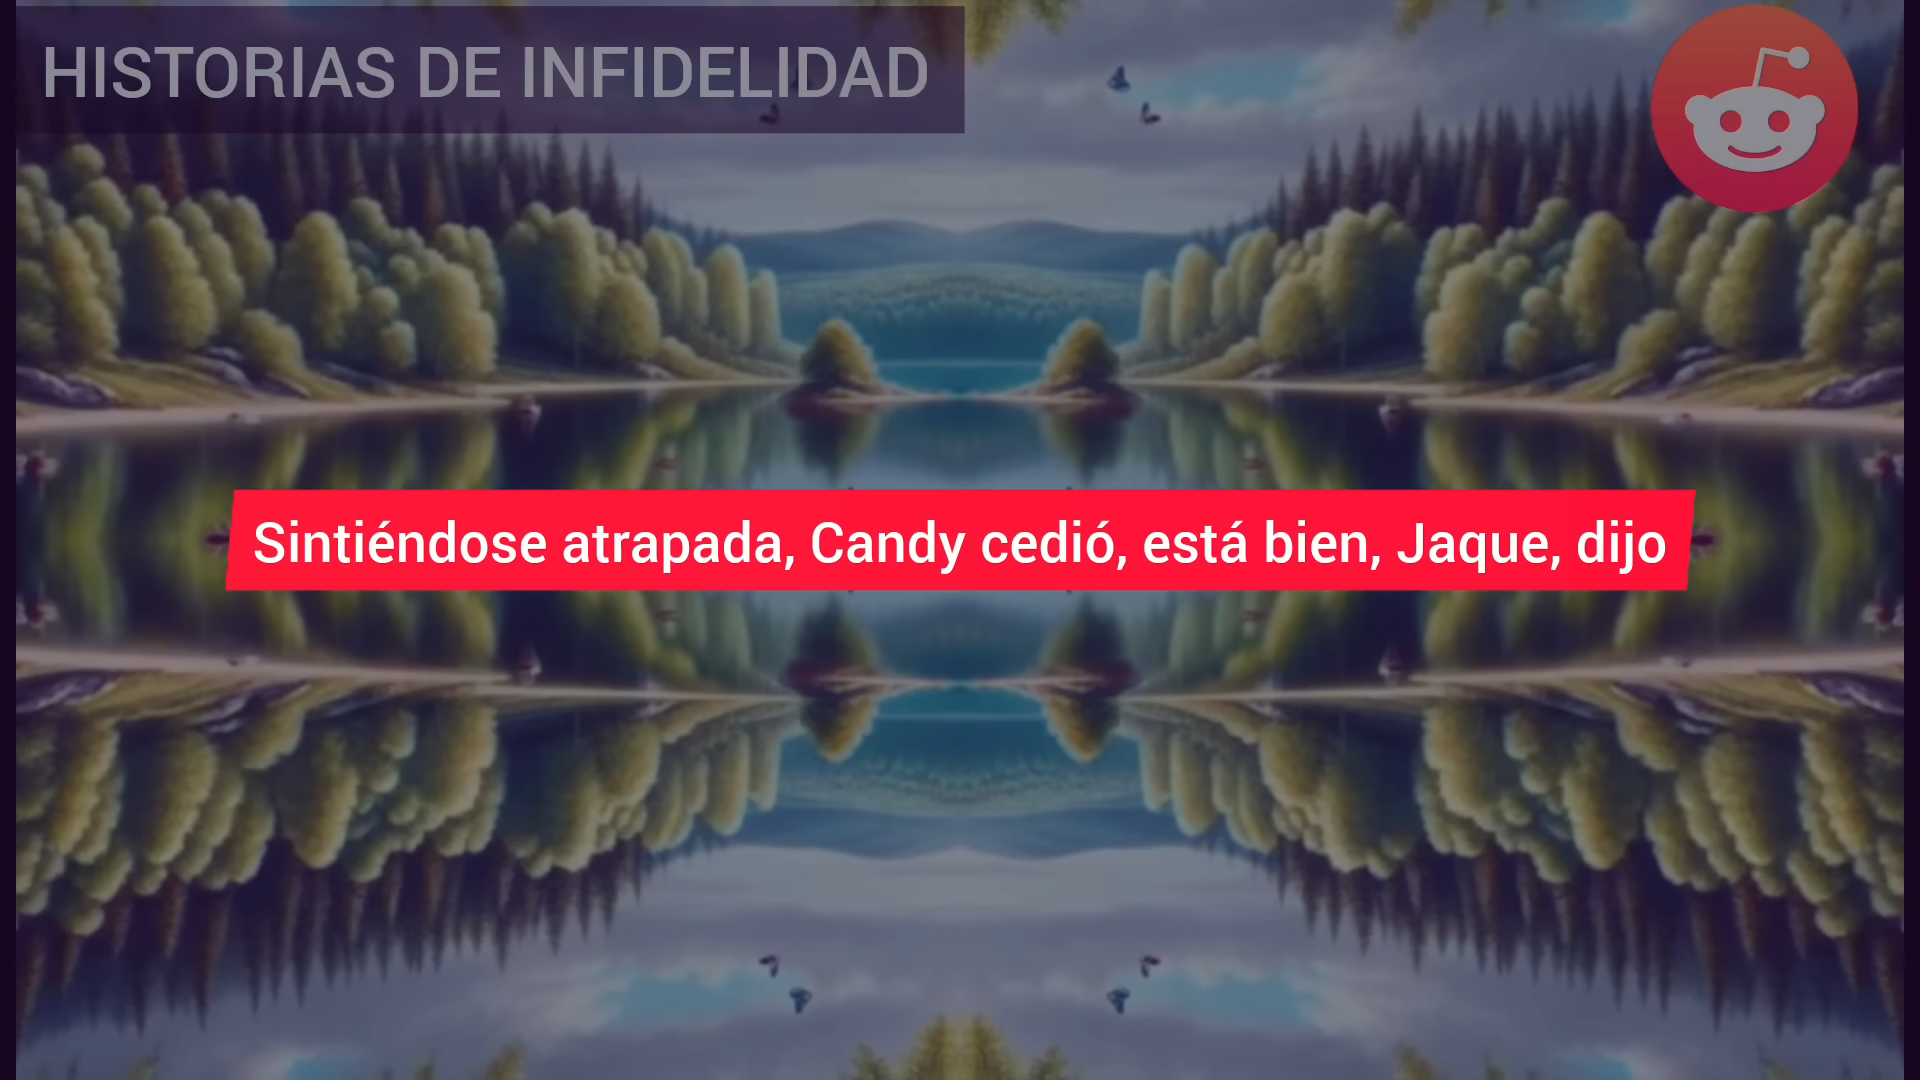 HISTORIAS DE INFIDELIDAD
Sintiéndose atrapada, Candy cedió, está bien, Jaque, dijo